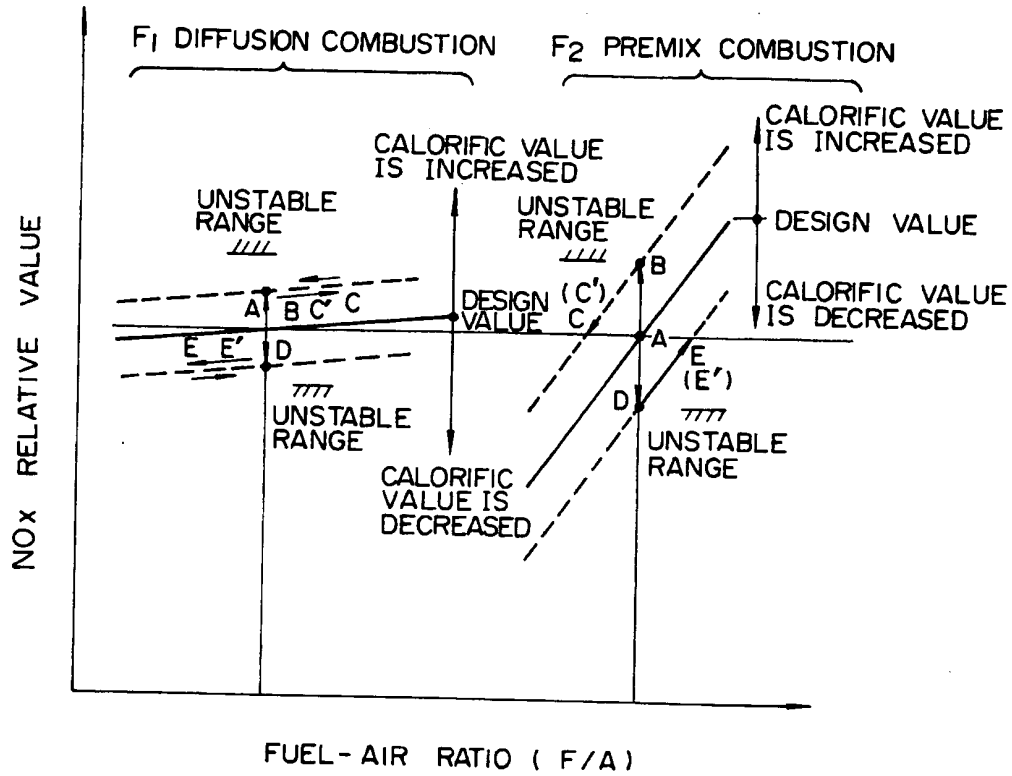 F1 DIFFUSION COMBUSTION
F2 PREMIX COMBUSTION
CALORIFIC VALUE
IS INCREASED
CALORIFIC VALUE
IS INCREASED
UNSTABLE
RANGE
UNSTABLE
RANGE
DESIGN VALUE
B
A
B
C'
C
DESIGN
VALUE
(C')
C
A
CALORIFIC VALUE
IS DECREASED
E
E'
D
E
(E')
D
UNSTABLE
RANGE
UNSTABLE
RANGE
CALORIFIC
VALUE IS
DECREASED
NOx RELATIVE VALUE
FUEL-AIR RATIO (F/A)